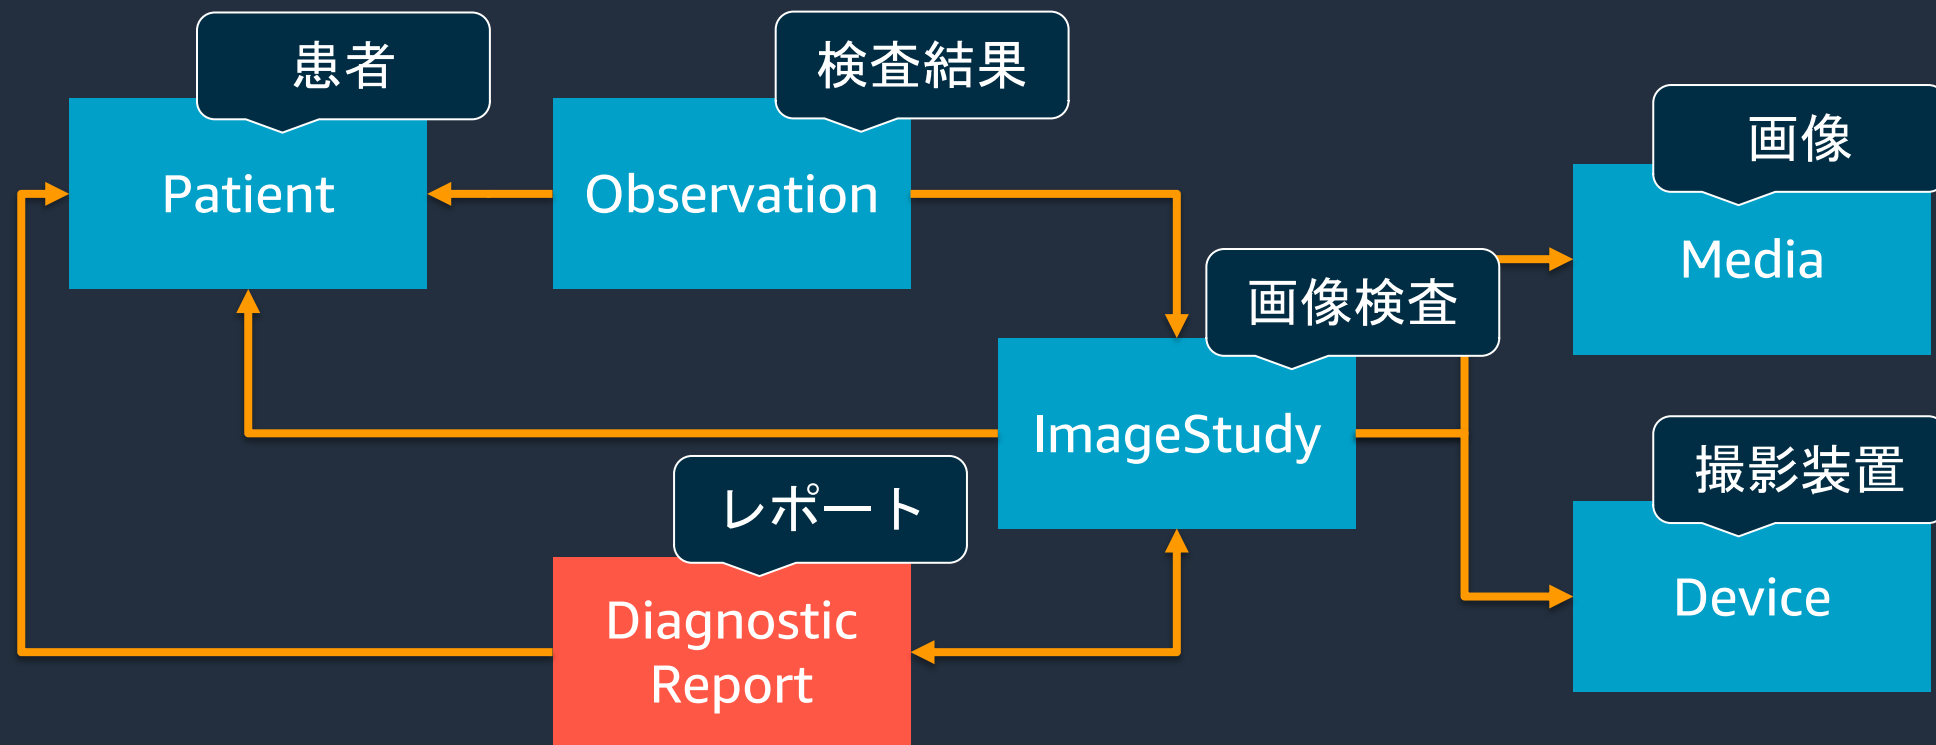 患者
Patient
検査結果
Observation
画像
Media
画像検査
ImageStudy
撮影装置
Device
レポート
Diagnostic
Report